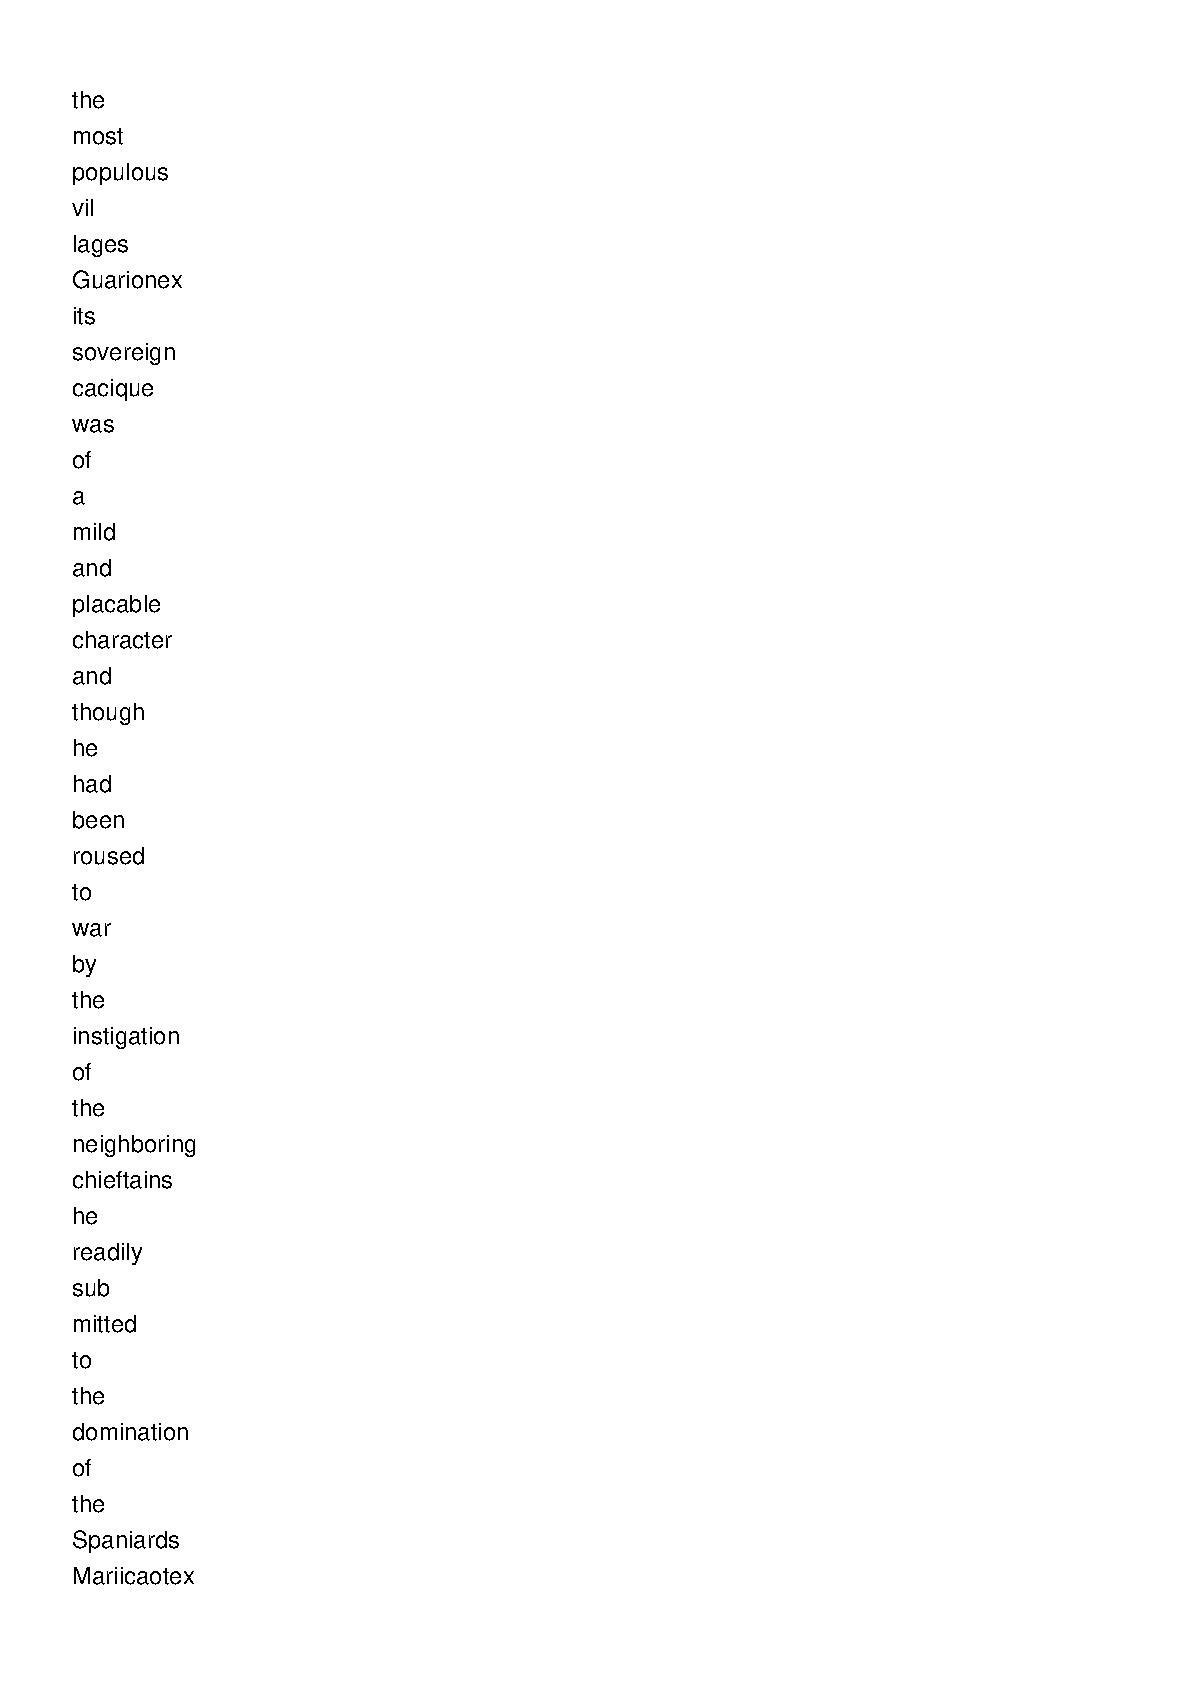 the
most
populous
vil
lages
Guarionex
its
sovereign
cacique
was
of
a
mild
and
placable
character
and
though
he
had
been
roused
to
war
by
the
instigation
of
the
neighboring
chieftains
he
readily
sub
mitted
to
the
domination
of
the
Spaniards
Mariicaotex